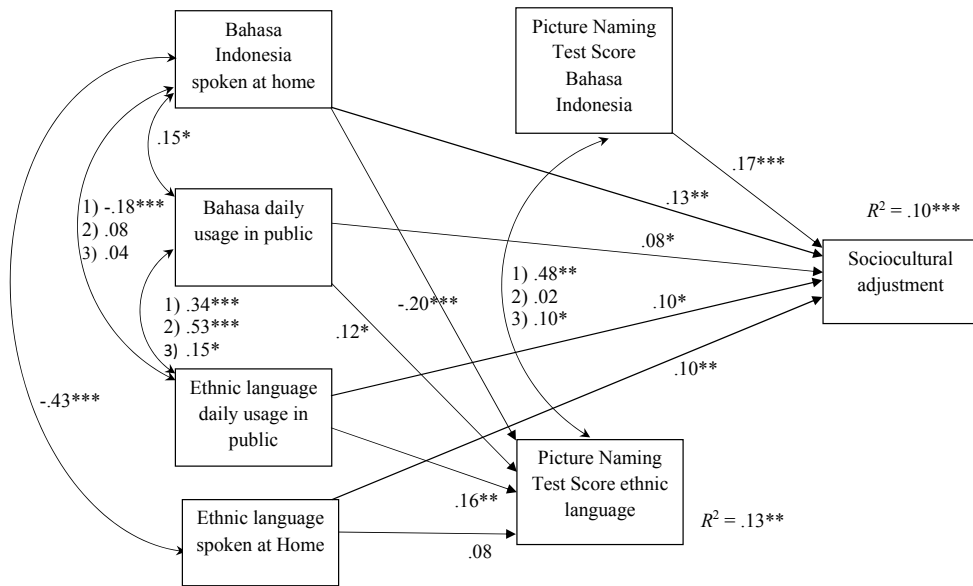 Bahasa
Indonesia
spoken at home
Picture Naming
Test Score
Bahasa
Indonesia
.15*
.17***
1) -.18***
2) .08
3) .04
Bahasa daily
usage in public
.13**
R² = .10***
.08*
Sociocultural
adjustment
1) .34***
2) .53***
3) .15*
.12*
-.20***
1) .48**
2) .02
3) .10*
.10*
.10**
-.43***
Ethnic language
daily usage in
public
Picture Naming
Test Score ethnic
language
.16**
R² = .13**
Ethnic language
spoken at Home
.08